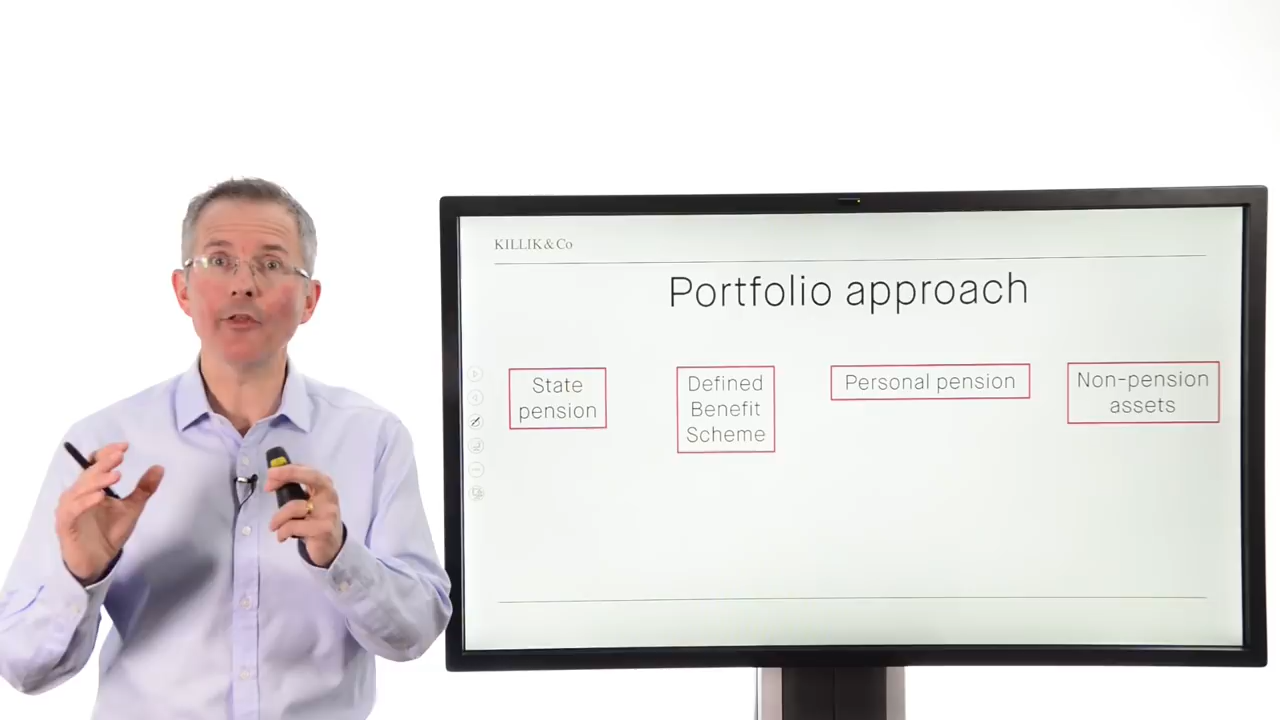 KILLIK & Co
Portfolio approach
State
pension
Defined
Benefit
Scheme
Personal pension
Non-pension
assets